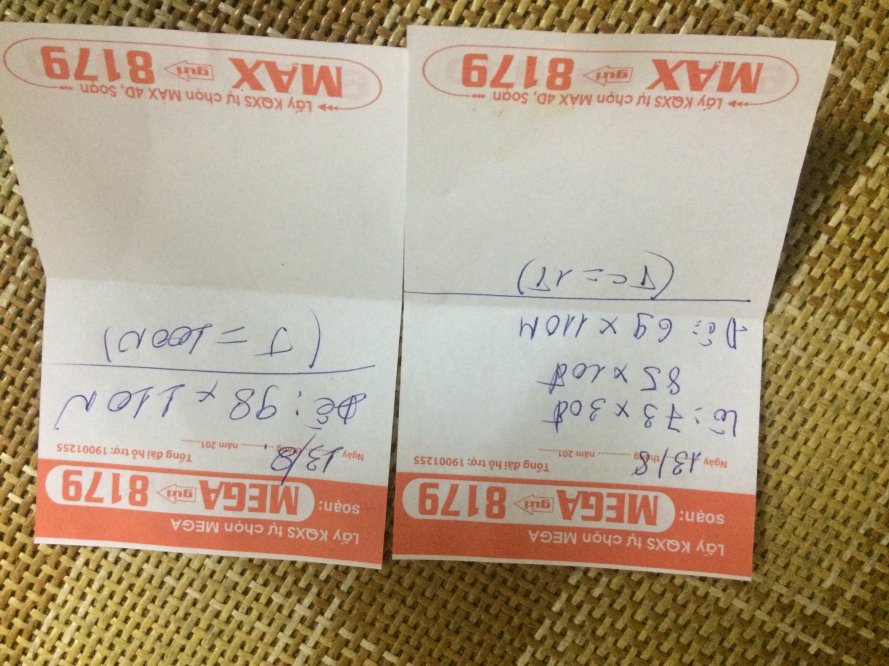 Lấy KQXS tự chọn MEGA
soạn: MEGA gửi 8179
Ngày 13/8 năm 201...... Tổng đài hỗ trợ: 19001255
lô: 73 x 30đ
85 x 10đ
Đề: 69 x 110N
(TC = 1T)
Lấy KQXS tự chọn MAX 4D, Soạn
MAX gửi 8179
Lấy KQXS tự chọn MEGA
soạn: MEGA gửi 8179
Ngày 13/8 năm 201...... Tổng đài hỗ trợ: 19001255
Đề: 98 x 110N
(T = 100N)
Lấy KQXS tự chọn MAX 4D, Soạn
MAX gửi 8179